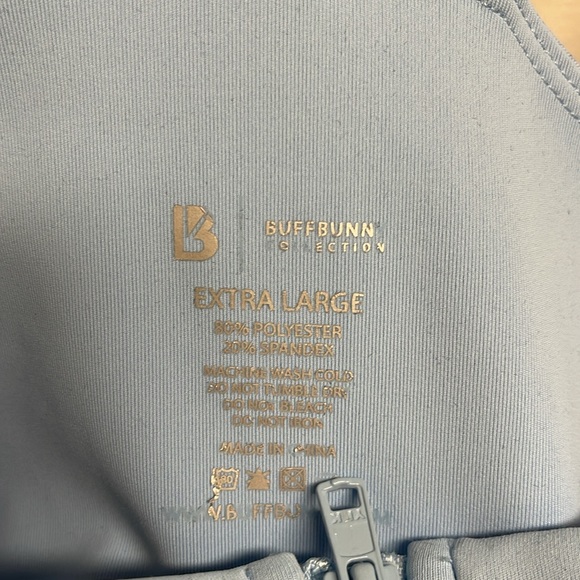 B
BUFFBUNN
COLLECTION
EXTRA LARGE
80% POLYESTER
20% SPANDEX
MACHINE WASH COLD
DO NOT TUMBLE DRY
DO NOT BLEACH
DO NOT IRON
MADE IN CHINA
YKK